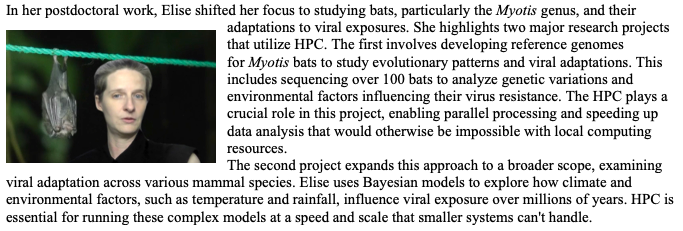 In her postdoctoral work, Elise shifted her focus to studying bats, particularly the Myotis genus, and their
adaptations to viral exposures. She highlights two major research projects
that utilize HPC. The first involves developing reference genomes
for Myotis bats to study evolutionary patterns and viral adaptations. This
includes sequencing over 100 bats to analyze genetic variations and
environmental factors influencing their virus resistance. The HPC plays a
crucial role in this project, enabling parallel processing and speeding up
data analysis that would otherwise be impossible with local computing
resources.
The second project expands this approach to a broader scope, examining
viral adaptation across various mammal species. Elise uses Bayesian models to explore how climate and
environmental factors, such as temperature and rainfall, influence viral exposure over millions of years. HPC is
essential for running these complex models at a speed and scale that smaller systems can't handle.